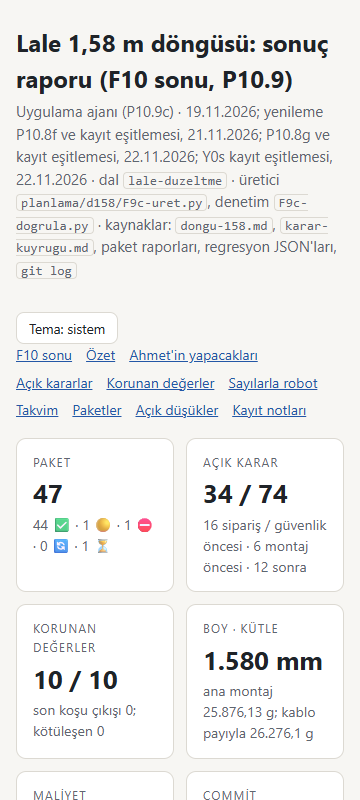 Lale 1,58 m döngüsü: sonuç
raporu (F10 sonu, P10.9)
Uygulama ajanı (P10.9c) · 19.11.2026; yenileme
P10.8f ve kayıt eşitlemesi, 21.11.2026; P10.8g ve
kayıt eşitlemesi, 22.11.2026; Y0s kayıt eşitlemesi,
22.11.2026 · dal lale-duzeltme · üretici
planlama/d158/F9c-uret.py, denetim F9c-
dogrula.py · kaynaklar: dongu-158.md, karar-
kuyrugu.md, paket raporları, regresyon JSON'ları,
git log
Tema: sistem
F10 sonu Özet Ahmet'in yapacakları
Açık kararlar Korunan değerler Sayılarla robot
Takvim Paketler Açık düşükler Kayıt notları
PAKET
47
44 ✅ · 1 🟡 · 1 ⛔
· 0 🔄 · 1 ⏳
AÇIK KARAR
34 / 74
16 sipariş / güvenlik
öncesi · 6 montaj
öncesi · 12 sonra
KORUNAN
DEĞERLER
10 / 10
son koşu çıkışı 0;
kötüleşen 0
BOY · KÜTLE
1.580 mm
ana montaj
25.876,13 g; kablo
payıyla 26.276,1 g
MALİYET
COMMİT